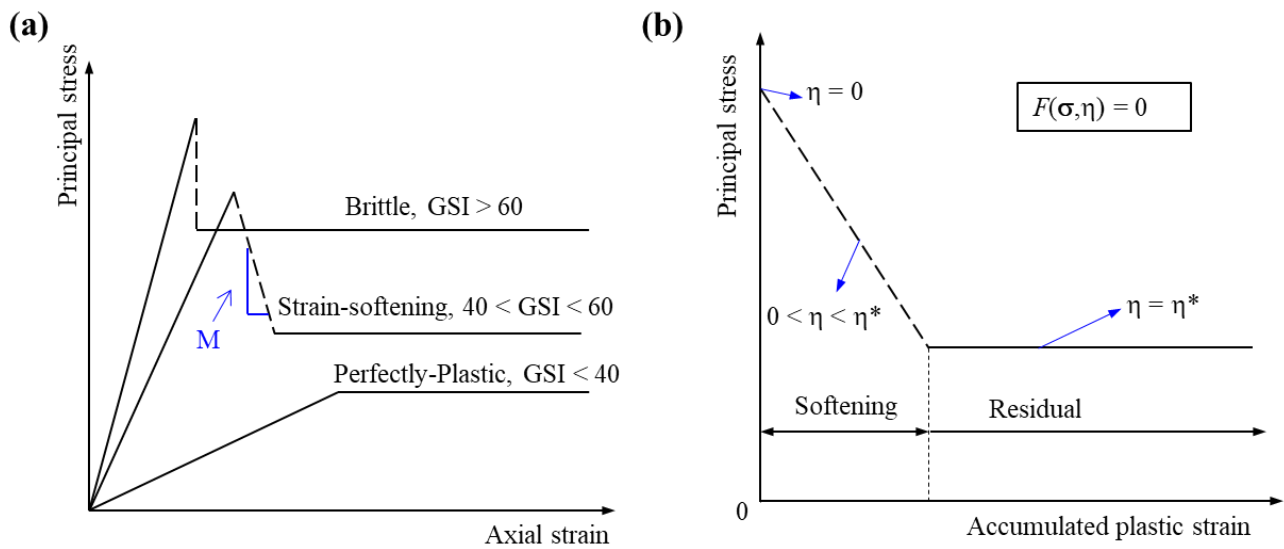 (a)
Principal stress
Brittle, GSI > 60
Strain-softening, 40 < GSI < 60
M
Perfectly-Plastic, GSI < 40
Axial strain
(b)
Principal stress
η = 0
F(σ,η) = 0
0 < η < η*
η = η*
Softening
Residual
0
Accumulated plastic strain